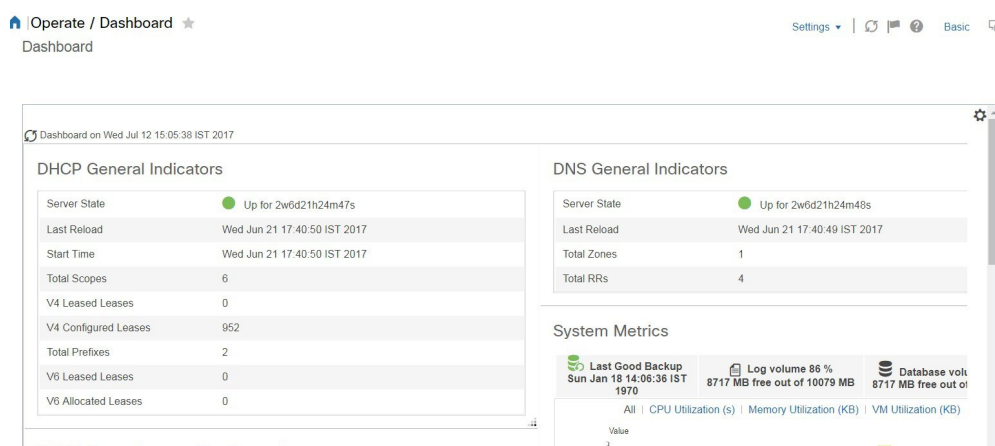 Operate / Dashboard
Settings Basic
Dashboard
Dashboard on Wed Jul 12 15:05:38 IST 2017
DHCP General Indicators
Server State Up for 2w6d21h24m47s
Last Reload Wed Jun 21 17:40:50 IST 2017
Start Time Wed Jun 21 17:40:50 IST 2017
Total Scopes 6
V4 Leased Leases 0
V4 Configured Leases 952
Total Prefixes 2
V6 Leased Leases 0
V6 Allocated Leases 0
DNS General Indicators
Server State Up for 2w6d21h24m48s
Last Reload Wed Jun 21 17:40:49 IST 2017
Total Zones 1
Total RRs 4
System Metrics
Last Good Backup
Sun Jan 18 14:06:36 IST
1970
Log volume 86 %
8717 MB free out of 10079 MB
Database volu
8717 MB free out of
All | CPU Utilization (s) | Memory Utilization (KB) | VM Utilization (KB)
Value